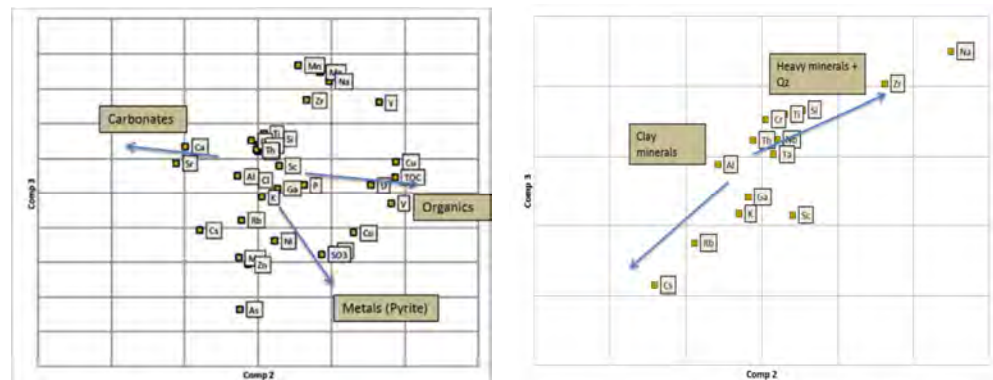 Mn
Na
Zr
Y
Carbonates
Ti
Si
Ca
Th
Sr
Sc
Cu
TOC
Al
Cl
Ga
P
U
K
V
Organics
Rb
Cs
Ni
Co
SO3
Zn
Metals (Pyrite)
As
Comp 3
Comp 2
Na
Heavy minerals +
Qz
Zr
Cr
Ti
Si
Clay
minerals
Th
Nb
Ta
Al
Ga
K
Sc
Rb
Cs
Comp 3
Comp 2